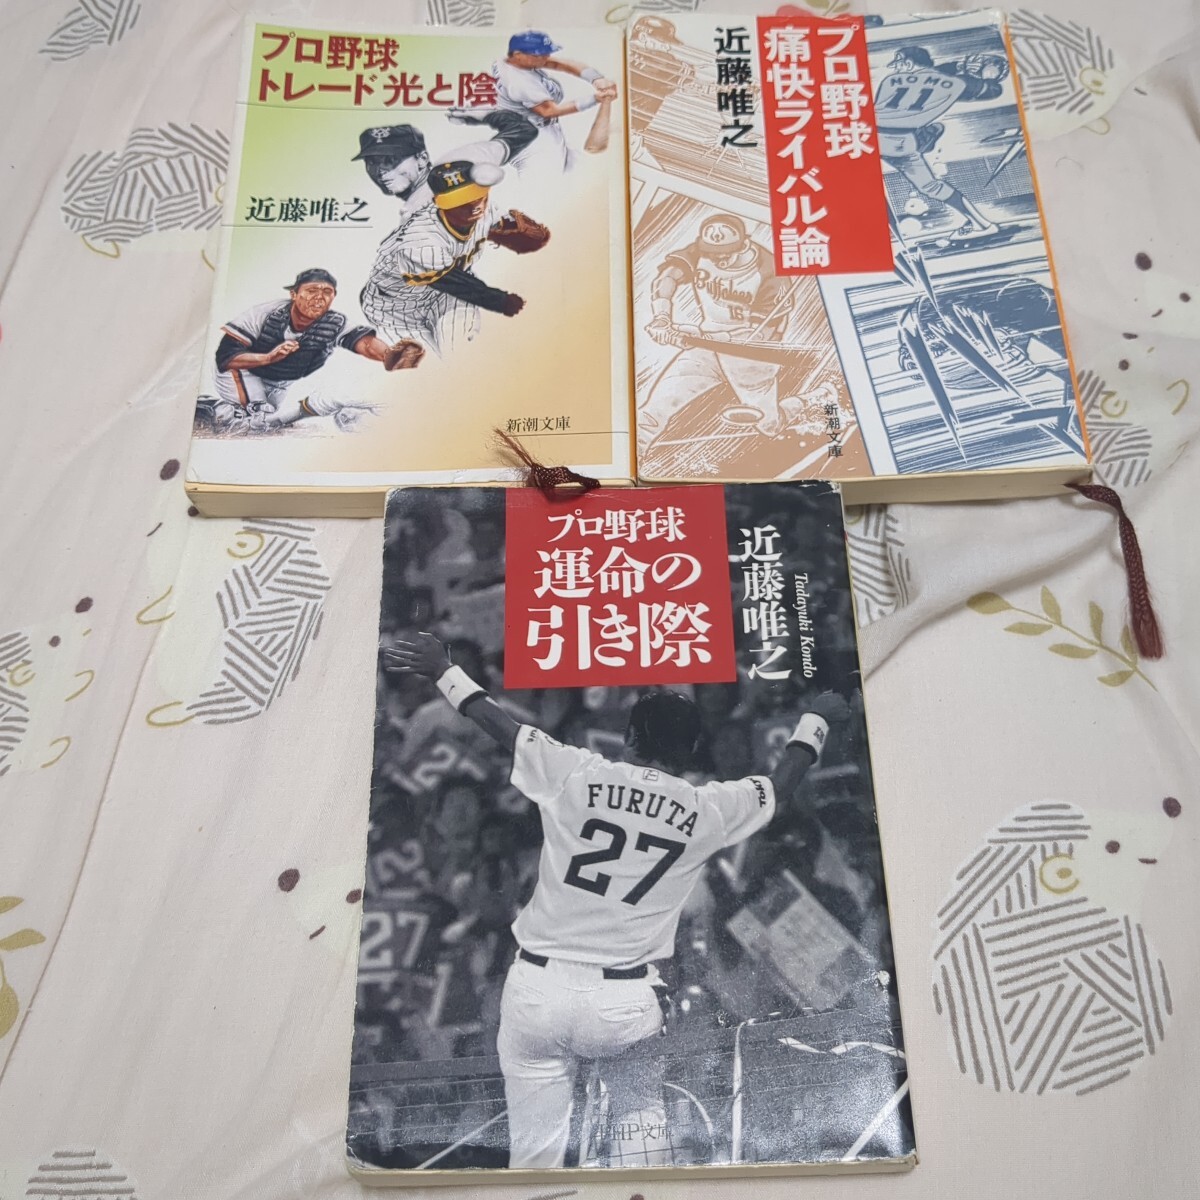 プロ野球
トレード光と陰
近藤唯之
新潮文庫
プロ野球
痛快ライバル論
近藤唯之
NOMO
11
Buffaloes
16
新潮文庫
プロ野球
運命の
引き際
近藤唯之
Tadayuki Kondo
FURUTA
27
27
PHP文庫